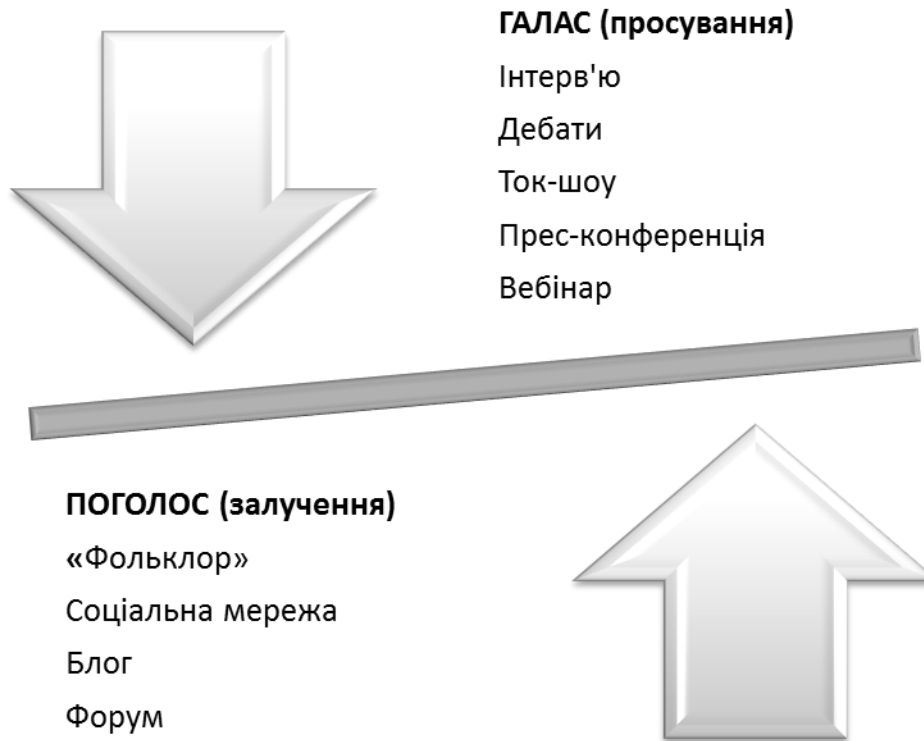 ГАЛАС (просування)
Інтерв'ю
Дебати
Ток-шоу
Прес-конференція
Вебінар
ПОГОЛОС (залучення)
«Фольклор»
Соціальна мережа
Блог
Форум